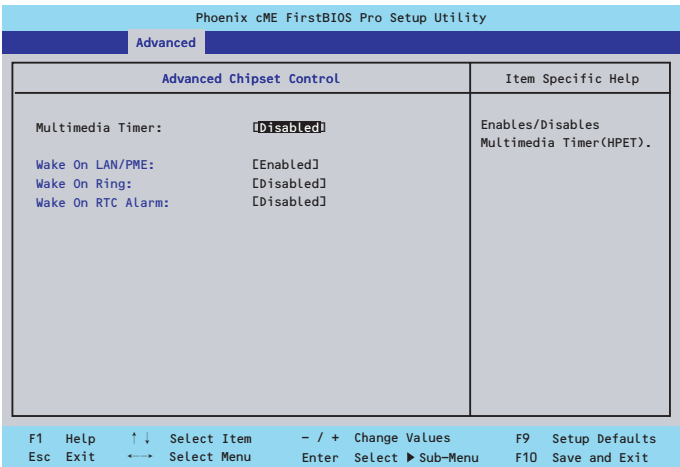 Phoenix cME FirstBIOS Pro Setup Utility
Advanced
Advanced Chipset Control
Item Specific Help
Multimedia Timer: [Disabled]
Wake On LAN/PME: [Enabled]
Wake On Ring: [Disabled]
Wake On RTC Alarm: [Disabled]
Enables/Disables
Multimedia Timer(HPET).
F1 Help ↑↓ Select Item - / + Change Values F9 Setup Defaults
Esc Exit ←→ Select Menu Enter Select ▶ Sub-Menu F10 Save and Exit